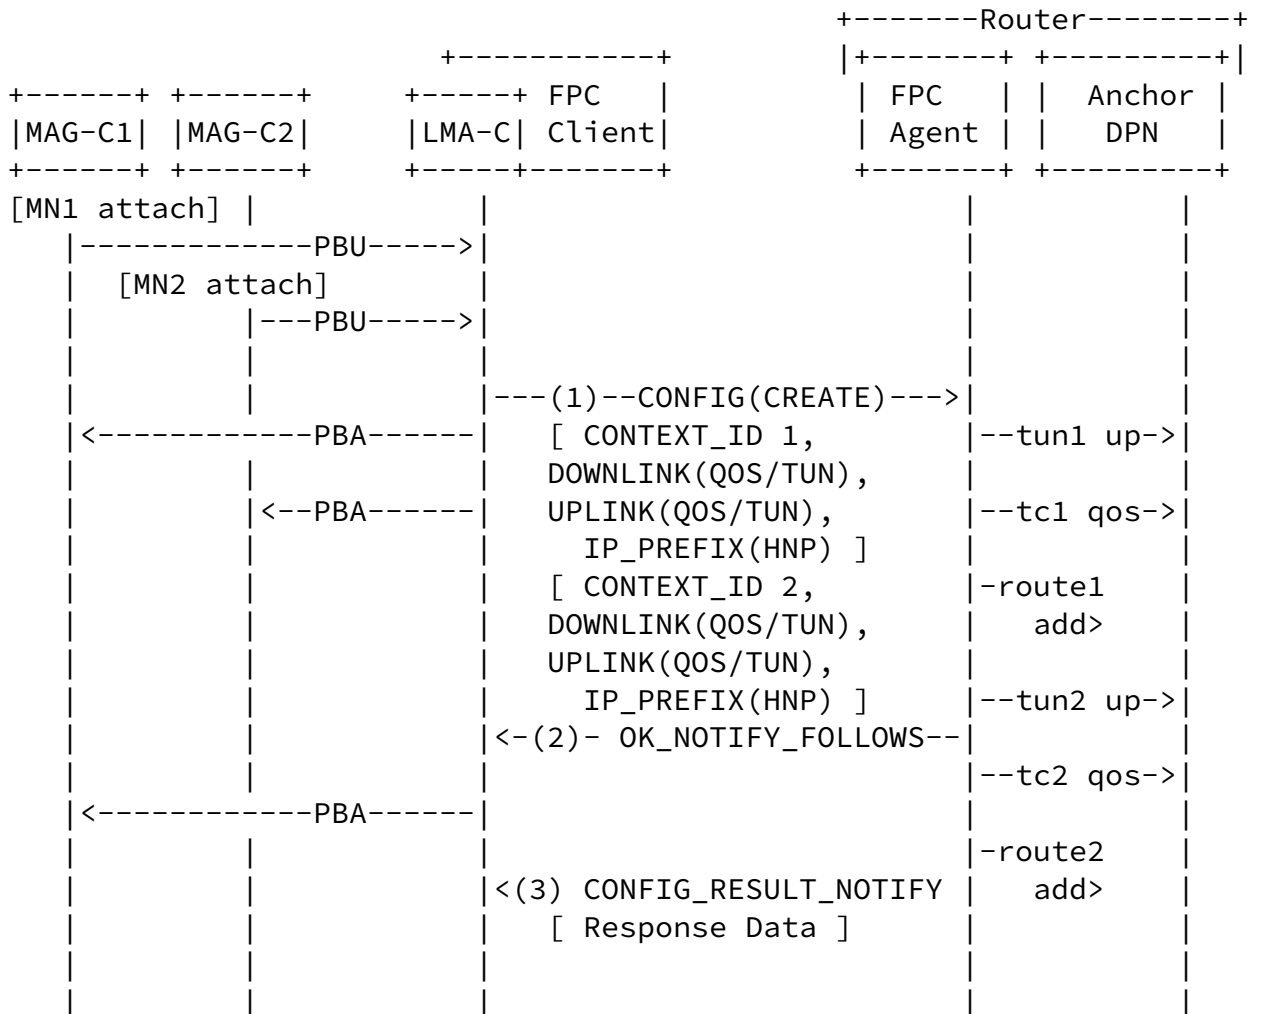 +-------Router--------+
                        +-----------+         |+-------+ +---------+|
+------+ +------+     +-----+ FPC   |          | FPC   | |  Anchor |
|MAG-C1| |MAG-C2|     |LMA-C| Client|          | Agent | |   DPN   |
+------+ +------+     +-----+-------+          +-------+ +---------+
[MN1 attach] |            |                          |           |
   |-------------PBU----->|                          |           |
   |  [MN2 attach]        |                          |           |
   |         |---PBU----->|                          |           |
   |         |            |                          |           |
   |         |            |---(1)--CONFIG(CREATE)--->|           |
   |<------------PBA------|   [ CONTEXT_ID 1,        |--tun1 up->|
   |         |            |   DOWNLINK(QOS/TUN),     |           |
   |         |<--PBA------|   UPLINK(QOS/TUN),       |--tc1 qos->|
   |         |            |     IP_PREFIX(HNP) ]     |           |
   |         |            |   [ CONTEXT_ID 2,        |-route1    |
   |         |            |   DOWNLINK(QOS/TUN),     |   add>    |
   |         |            |   UPLINK(QOS/TUN),       |           |
   |         |            |     IP_PREFIX(HNP) ]     |--tun2 up->|
   |         |            |<-(2)- OK_NOTIFY_FOLLOWS--|           |
   |         |            |                          |--tc2 qos->|
   |<------------PBA------|                          |           |
   |         |            |                          |-route2    |
   |         |            |<(3) CONFIG_RESULT_NOTIFY |   add>    |
   |         |            |   [ Response Data ]      |           |
   |         |            |                          |           |
   |         |            |                          |           |